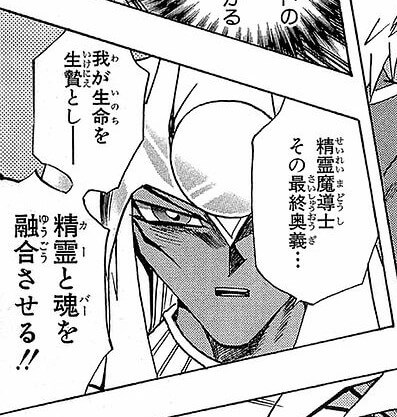 精霊魔導士
その最終奥義…
我が生命を
生贄とし――
精霊と魂を
融合させる!!